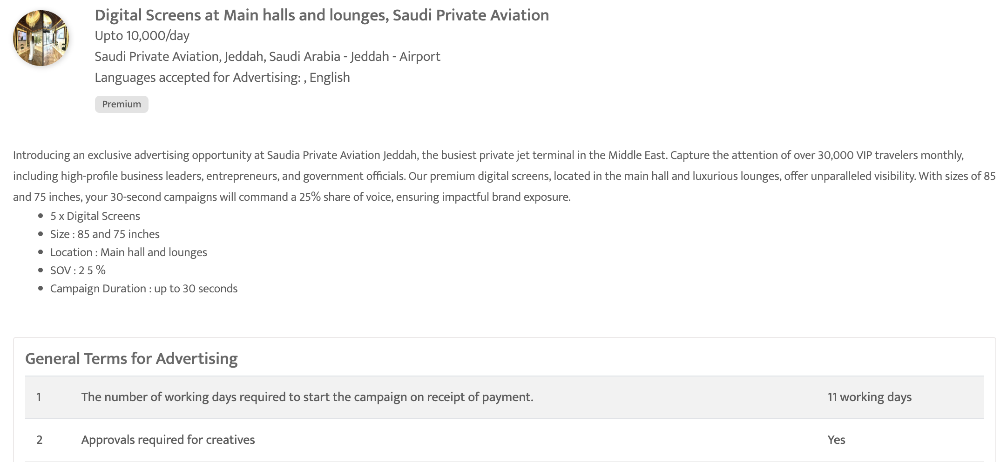 Digital Screens at Main halls and lounges, Saudi Private Aviation
Upto 10,000/day
Saudi Private Aviation, Jeddah, Saudi Arabia - Jeddah - Airport
Languages accepted for Advertising: , English
Premium
Introducing an exclusive advertising opportunity at Saudia Private Aviation Jeddah, the busiest private jet terminal in the Middle East. Capture the attention of over 30,000 VIP travelers monthly,
including high-profile business leaders, entrepreneurs, and government officials. Our premium digital screens, located in the main hall and luxurious lounges, offer unparalleled visibility. With sizes of 85
and 75 inches, your 30-second campaigns will command a 25% share of voice, ensuring impactful brand exposure.
• 5 x Digital Screens
• Size : 85 and 75 inches
• Location : Main hall and lounges
• SOV : 2 5 %
• Campaign Duration : up to 30 seconds
General Terms for Advertising
1 The number of working days required to start the campaign on receipt of payment. 11 working days
2 Approvals required for creatives Yes